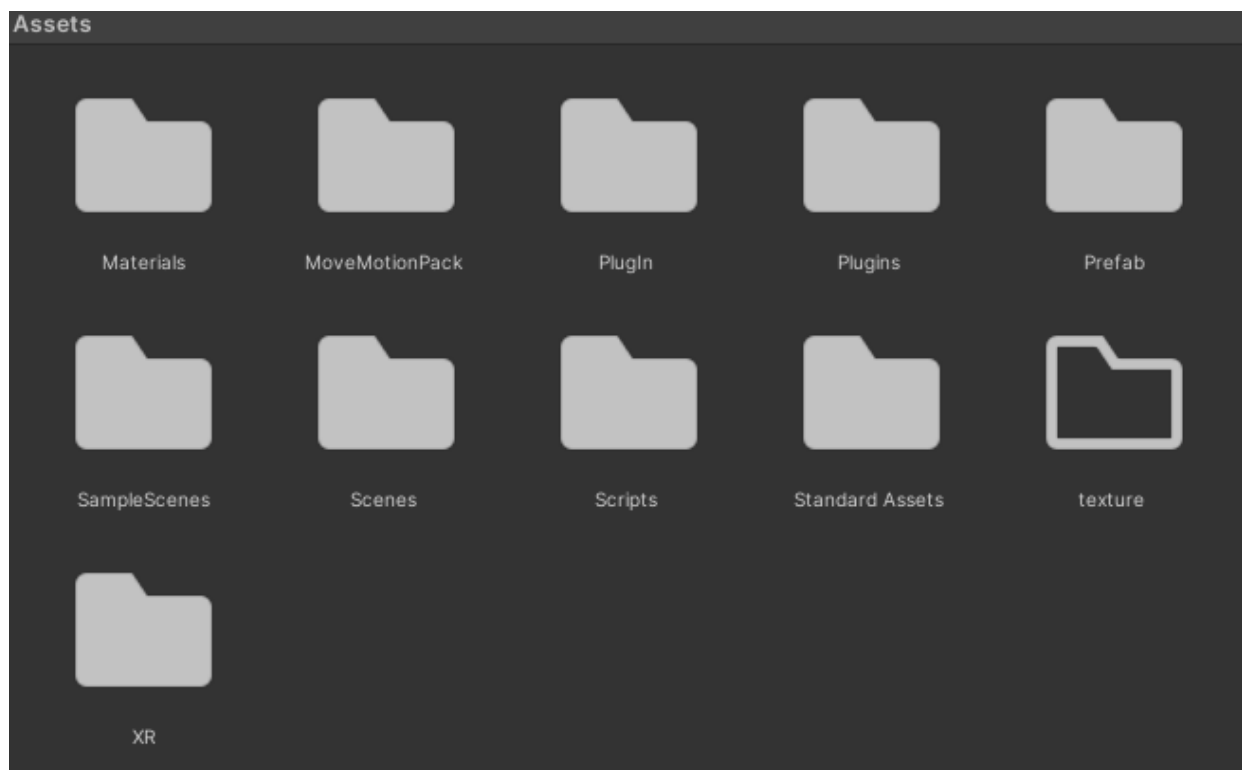 Assets
Materials MoveMotionPack PlugIn Plugins Prefab
SampleScenes Scenes Scripts Standard Assets texture
XR